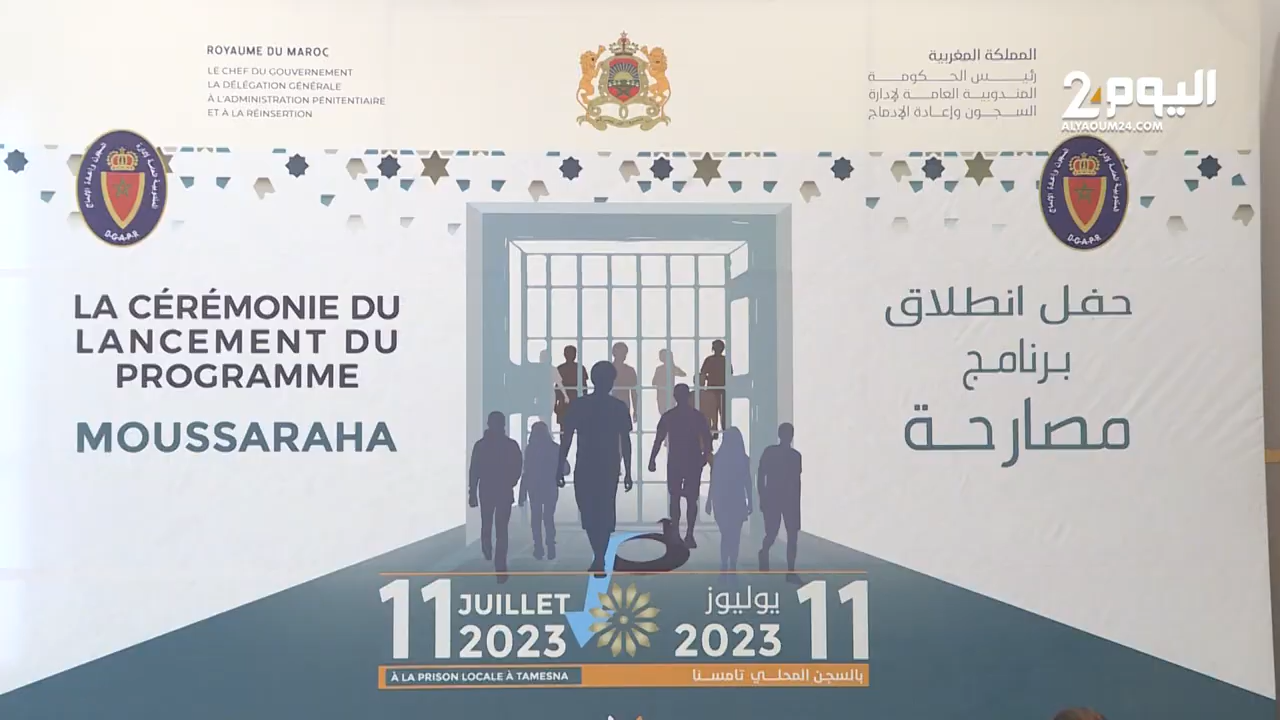 ROYAUME DU MAROC
LE CHEF DU GOUVERNEMENT
LA DÉLÉGATION GÉNÉRALE
À L'ADMINISTRATION PÉNITENTIAIRE
ET À LA RÉINSERTION
المملكة المغربية
رئيس الحكومة
المندوبية العامة لإدارة
السجون وإعادة الإدماج
اليوم24
ALYAOUM24.COM
D.G.A.P.R
D.G.A.P.R
LA CÉRÉMONIE DU
LANCEMENT DU
PROGRAMME
MOUSSARAHA
حفل انطلاق
برنامج
مصارحة
11 JUILLET
2023
11 يوليوز
2023
À LA PRISON LOCALE À TAMESNA
بالسجن المحلي تامسنا